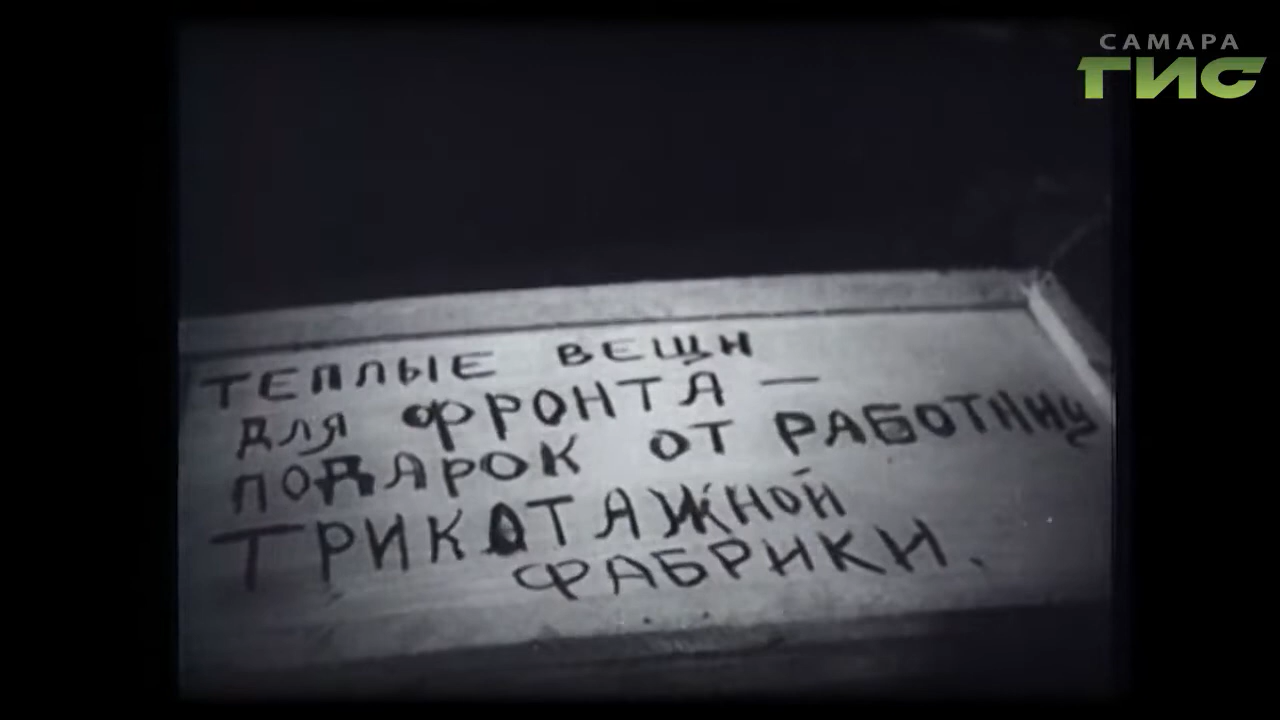 САМАРА
ГИС
ТЕПЛЫЕ ВЕЩИ
ДЛЯ ФРОНТА —
ПОДАРОК ОТ РАБОТНИЦ
ТРИКОТАЖНОЙ
ФАБРИКИ.